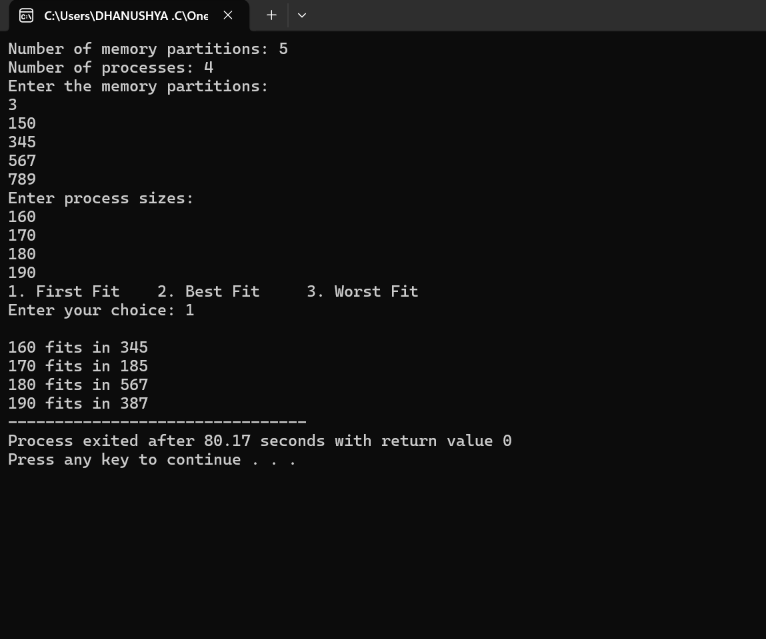 C:\Users\DHANUSHYA .C\One
Number of memory partitions: 5
Number of processes: 4
Enter the memory partitions:
3
150
345
567
789
Enter process sizes:
160
170
180
190
1. First Fit    2. Best Fit     3. Worst Fit
Enter your choice: 1

160 fits in 345
170 fits in 185
180 fits in 567
190 fits in 387
--------------------------------
Process exited after 80.17 seconds with return value 0
Press any key to continue . . .